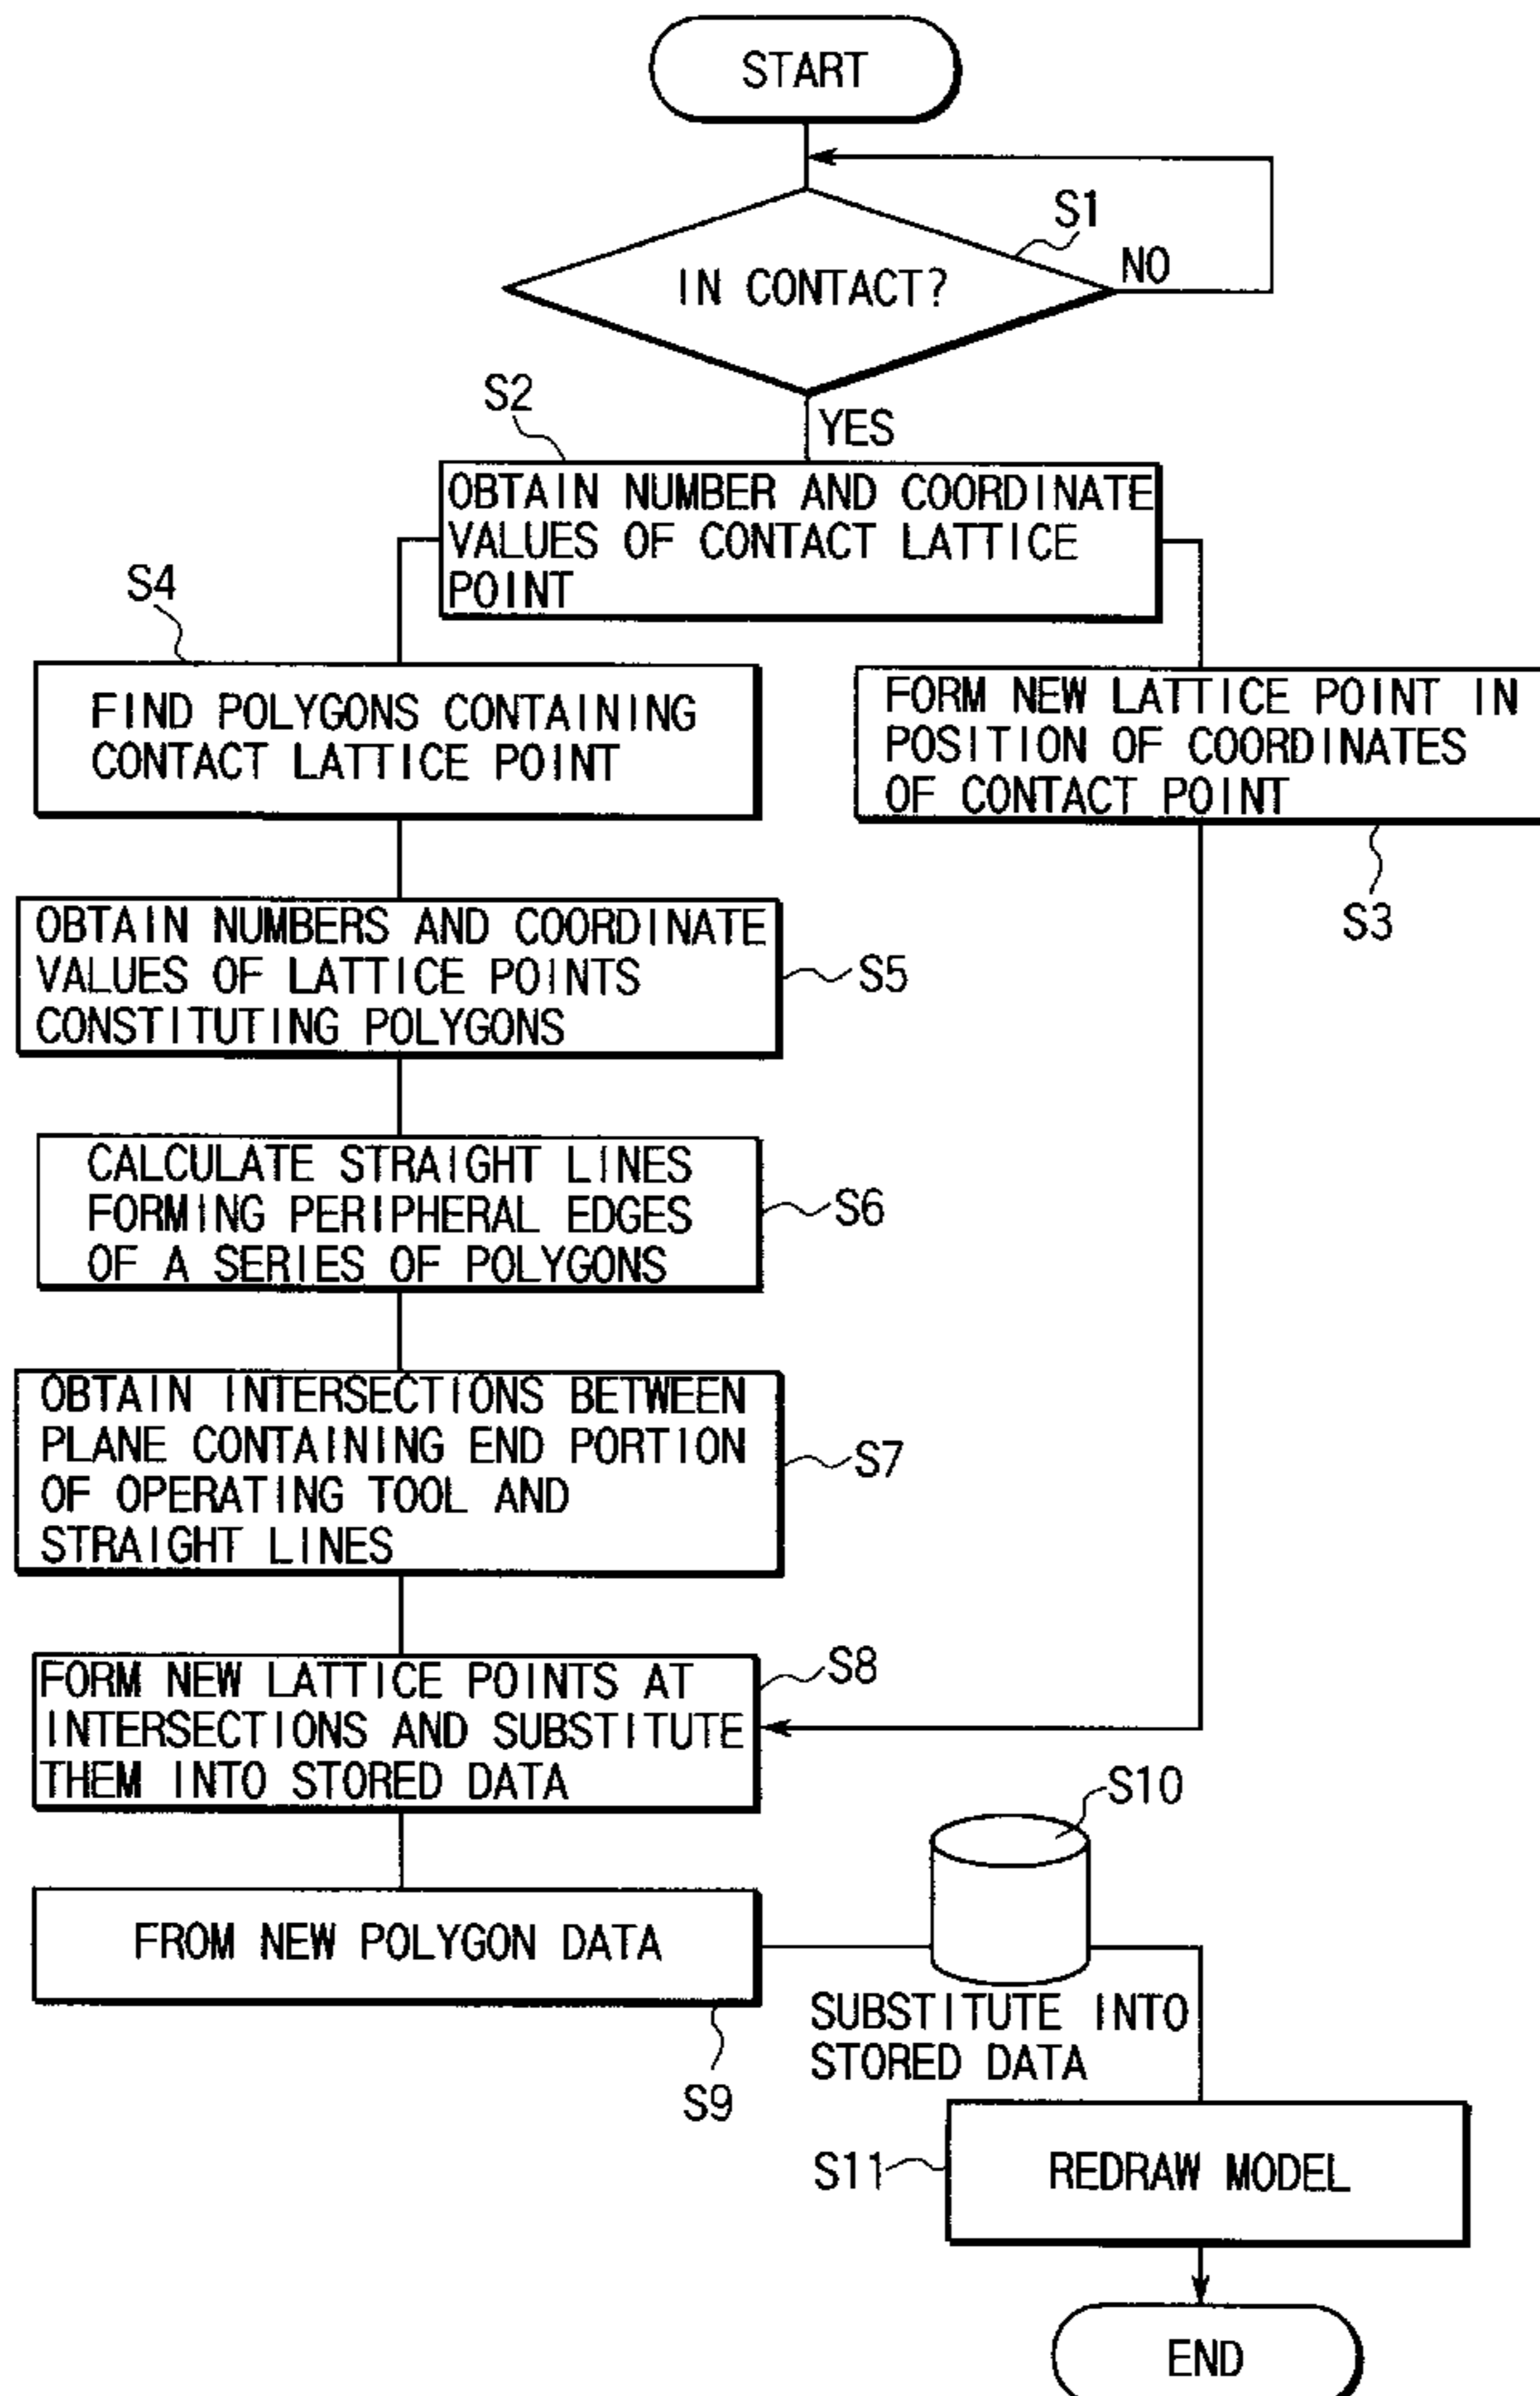 START
S1
IN CONTACT?
NO
S2
YES
OBTAIN NUMBER AND COORDINATE
VALUES OF CONTACT LATTICE
POINT
S4
FIND POLYGONS CONTAINING
CONTACT LATTICE POINT
FORM NEW LATTICE POINT IN
POSITION OF COORDINATES
OF CONTACT POINT
S3
OBTAIN NUMBERS AND COORDINATE
VALUES OF LATTICE POINTS
CONSTITUTING POLYGONS
S5
CALCULATE STRAIGHT LINES
FORMING PERIPHERAL EDGES
OF A SERIES OF POLYGONS
S6
OBTAIN INTERSECTIONS BETWEEN
PLANE CONTAINING END PORTION
OF OPERATING TOOL AND
STRAIGHT LINES
S7
FORM NEW LATTICE POINTS AT
INTERSECTIONS AND SUBSTITUTE
THEM INTO STORED DATA
S8
S10
FROM NEW POLYGON DATA
SUBSTITUTE INTO
STORED DATA
S9
S11
REDRAW MODEL
END